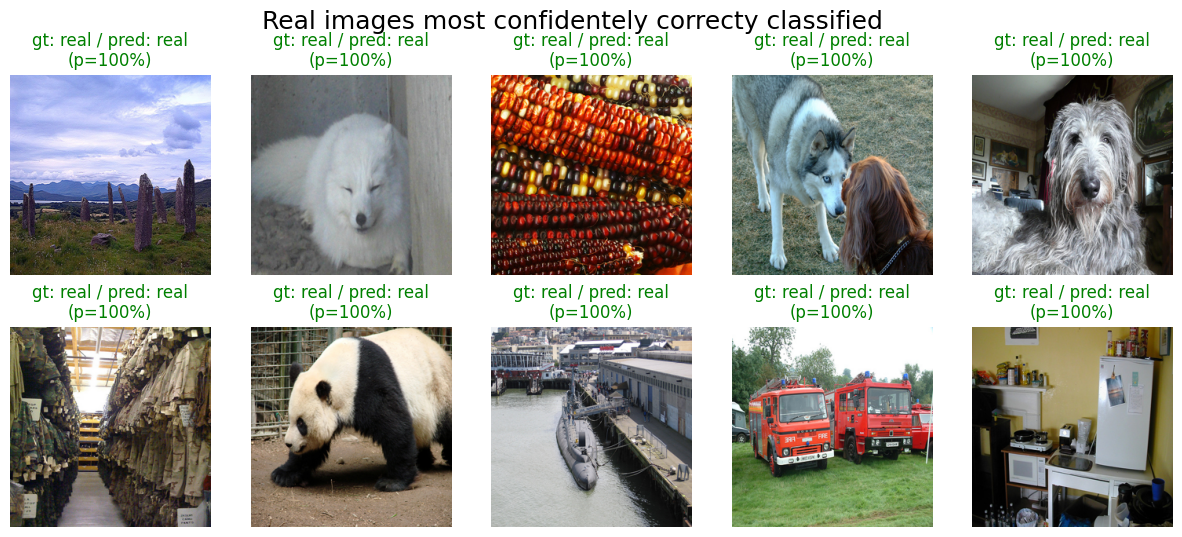 Real images most confidentely correcty classified
gt: real / pred: real
(p=100%)
gt: real / pred: real
(p=100%)
gt: real / pred: real
(p=100%)
gt: real / pred: real
(p=100%)
gt: real / pred: real
(p=100%)
gt: real / pred: real
(p=100%)
gt: real / pred: real
(p=100%)
gt: real / pred: real
(p=100%)
gt: real / pred: real
(p=100%)
FIRE
gt: real / pred: real
(p=100%)